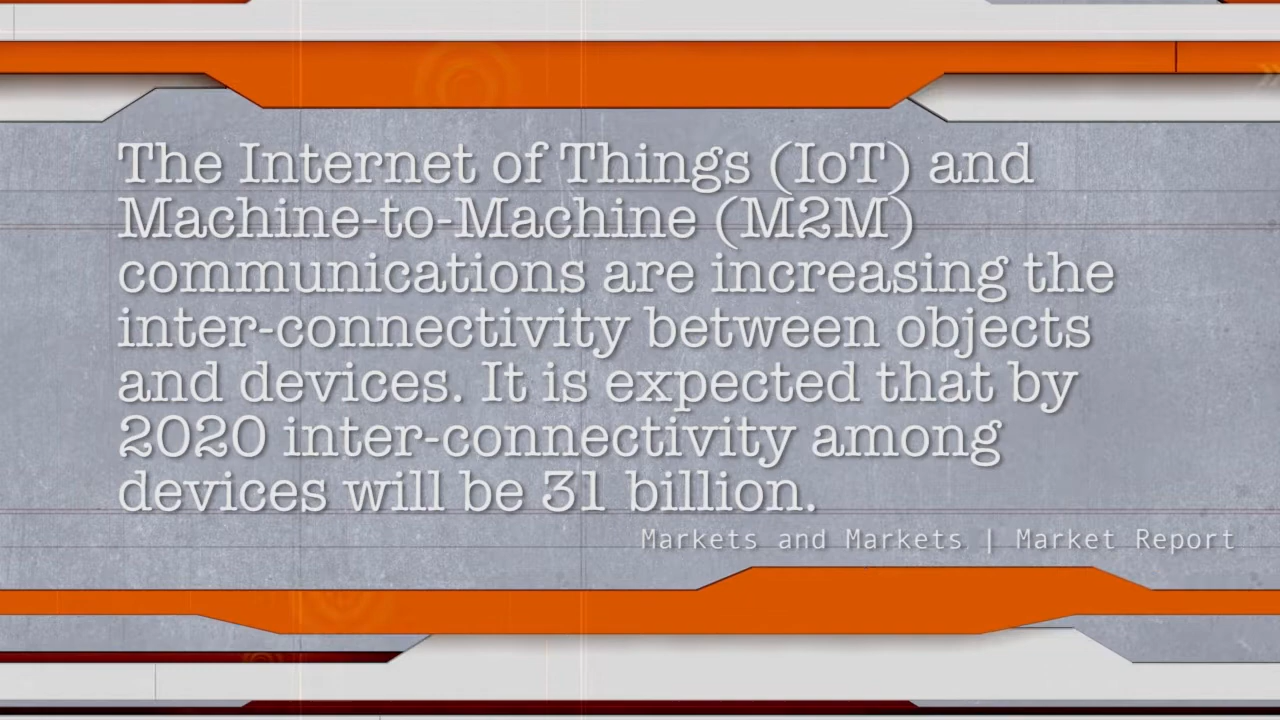 The Internet of Things (IoT) and
Machine-to-Machine (M2M)
communications are increasing the
inter-connectivity between objects
and devices. It is expected that by
2020 inter-connectivity among
devices will be 31 billion.
Markets and Markets | Market Report